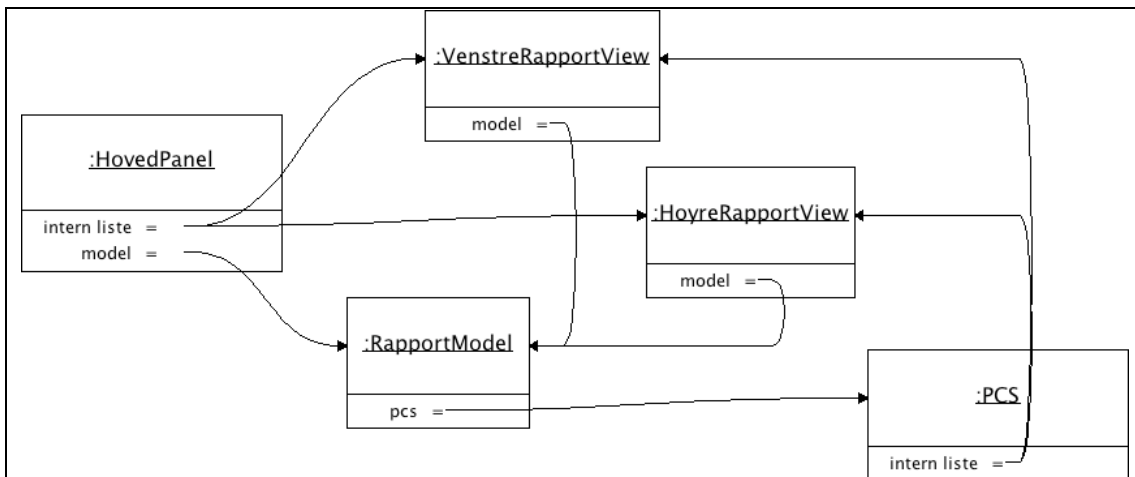 :VenstreRapportView
model =
:HovedPanel
intern liste =
model =
:HoyreRapportView
model =
:RapportModel
pcs =
:PCS
intern liste =